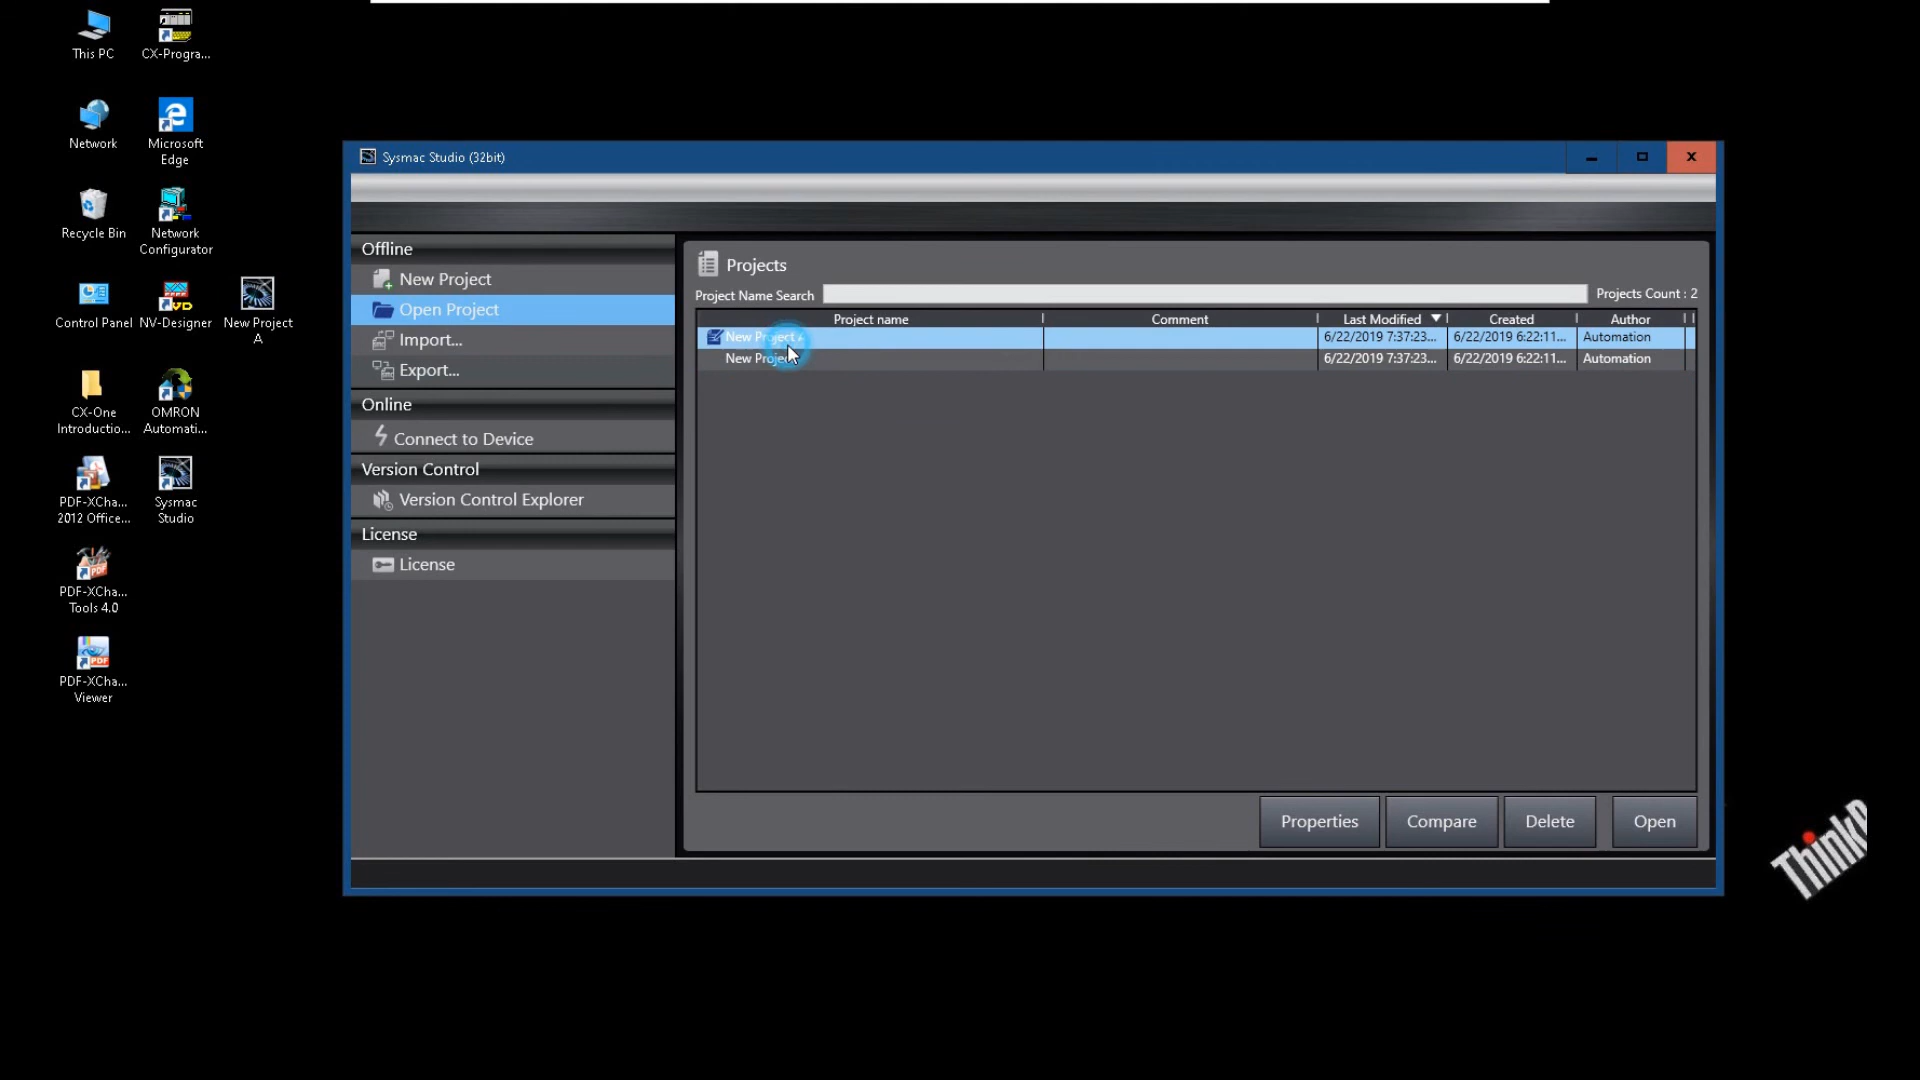 This PC
CX-Progra...
Network
Microsoft
Edge
Recycle Bin
Network
Configurator
Control Panel
NV-Designer
New Project
A
CX-One
Introductio...
OMRON
Automati...
PDF-XCha...
2012 Office...
Sysmac
Studio
PDF-XCha...
Tools 4.0
PDF-XCha...
Viewer
Sysmac Studio (32bit)
Offline
New Project
Open Project
Import...
Export...
Online
Connect to Device
Version Control
Version Control Explorer
License
License
Projects
Project Name Search
Projects Count : 2
Project name Comment Last Modified Created Author
New Project A 6/22/2019 7:37:23... 6/22/2019 6:22:11... Automation
New Project 6/22/2019 7:37:23... 6/22/2019 6:22:11... Automation
Properties Compare Delete Open
Think